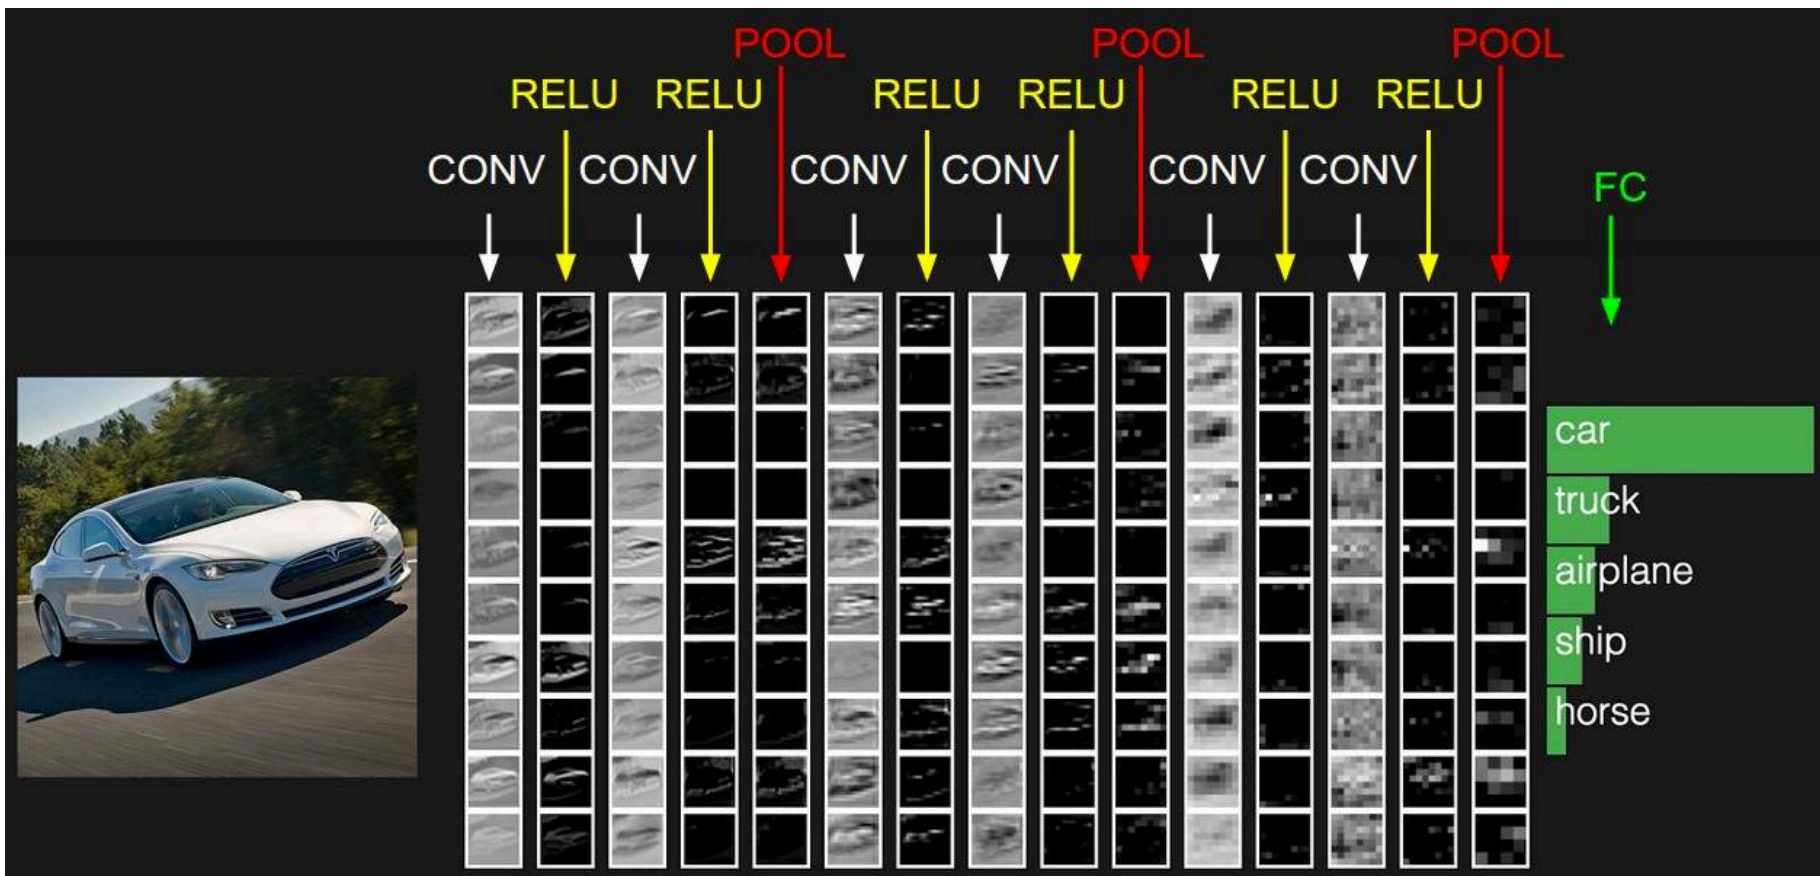 POOL POOL POOL
RELU RELU RELU RELU RELU RELU
CONV CONV CONV CONV CONV CONV
FC
car
truck
airplane
ship
horse